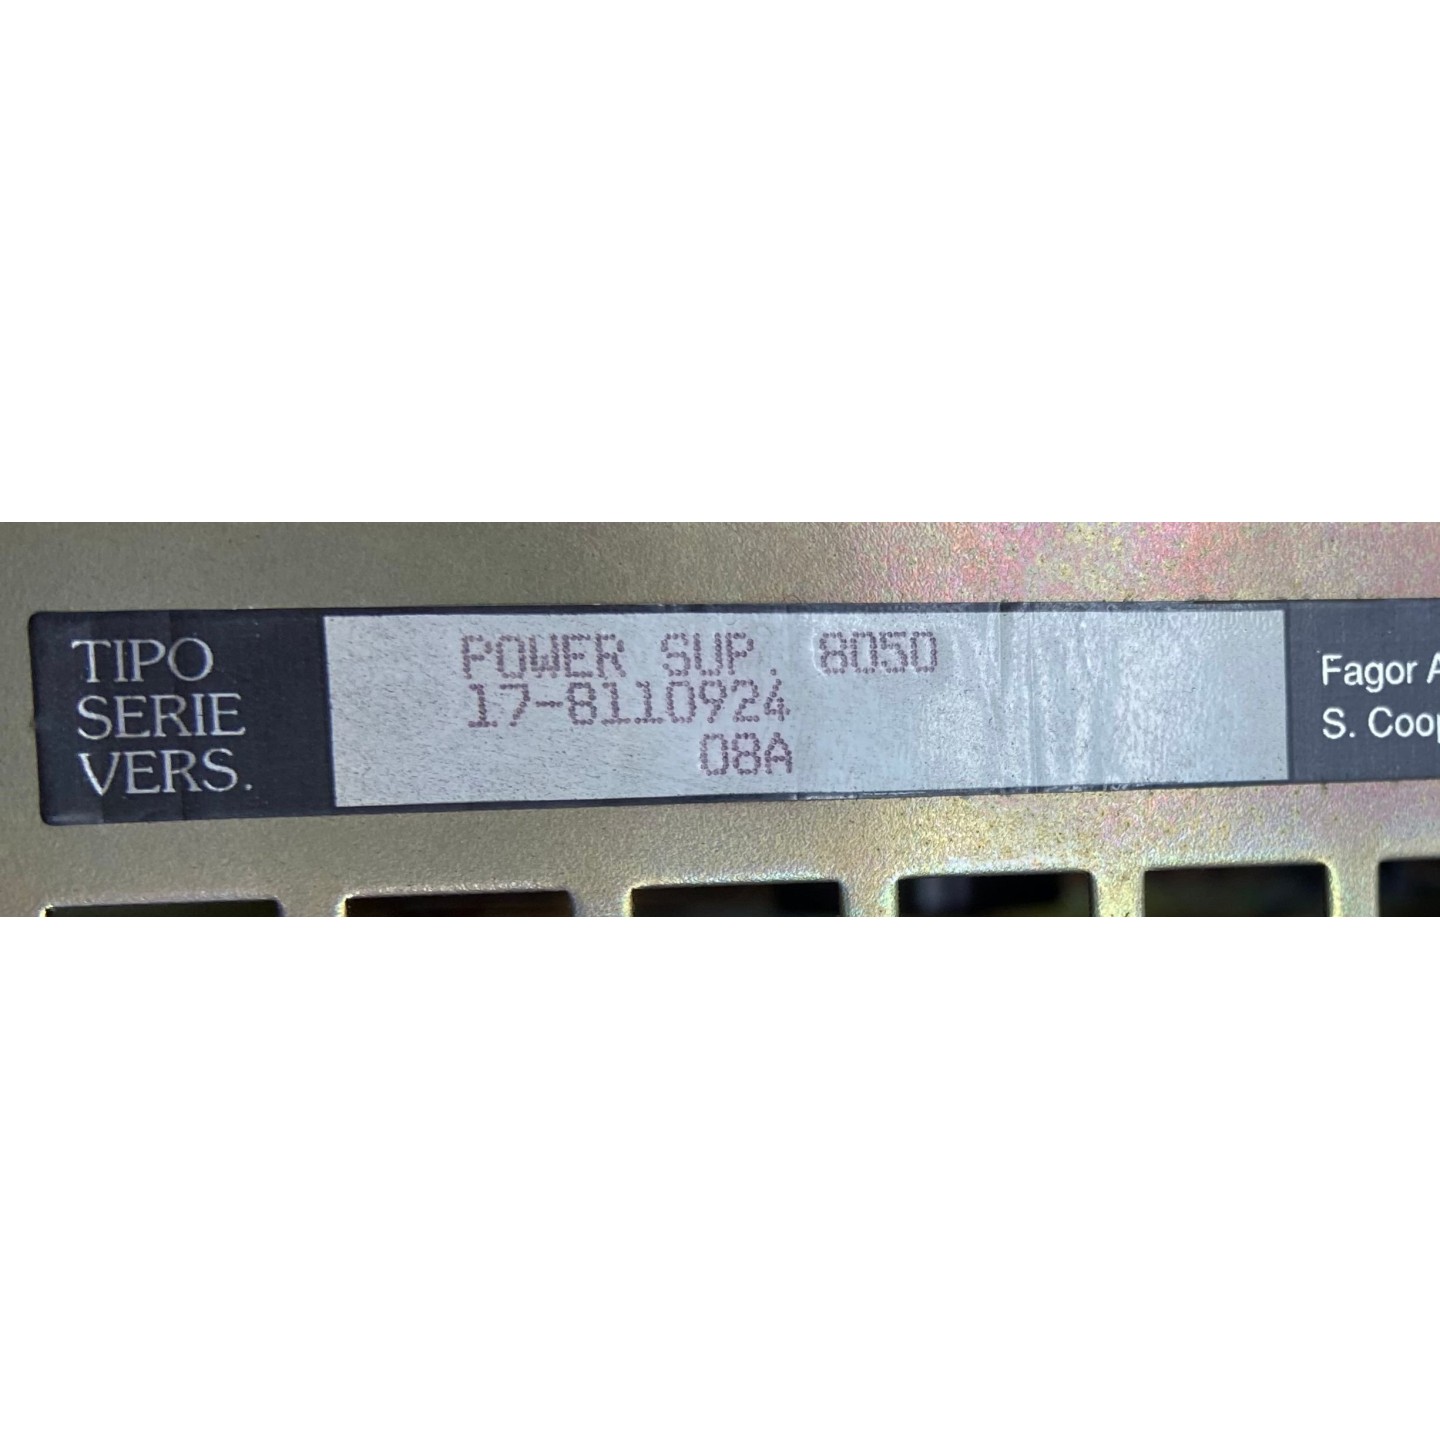 TIPO POWER SUP. 8050
SERIE 17-8110924
VERS. 08A
Fagor A
S. Coop